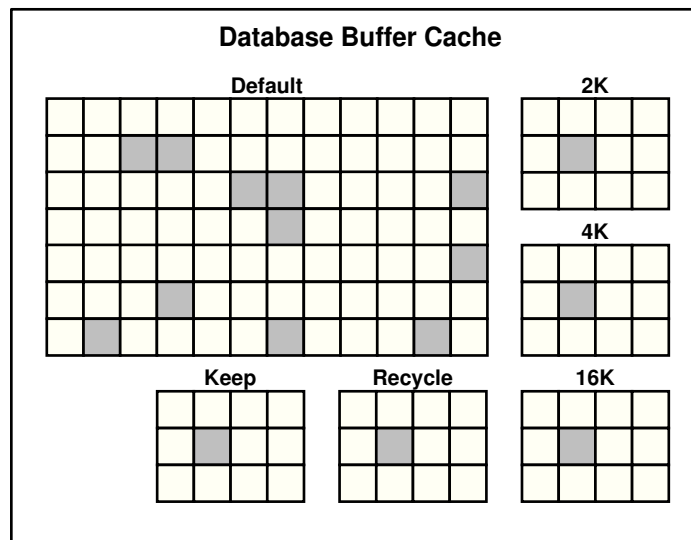 Database Buffer Cache
Default
2K
4K
Keep
Recycle
16K